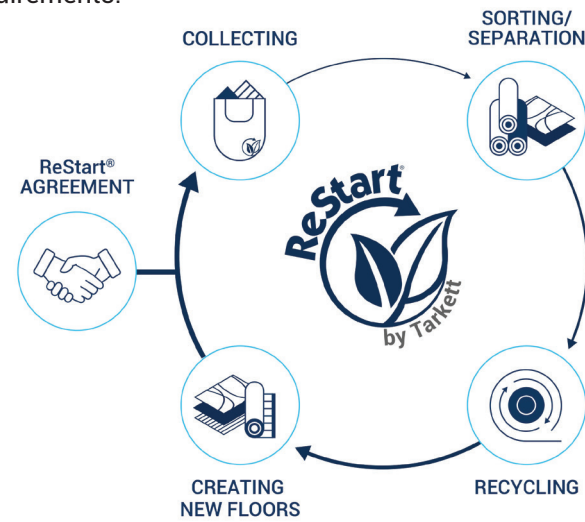 COLLECTING
SORTING/
SEPARATION
ReStart®
AGREEMENT
ReStart®
by Tarkett
CREATING
NEW FLOORS
RECYCLING